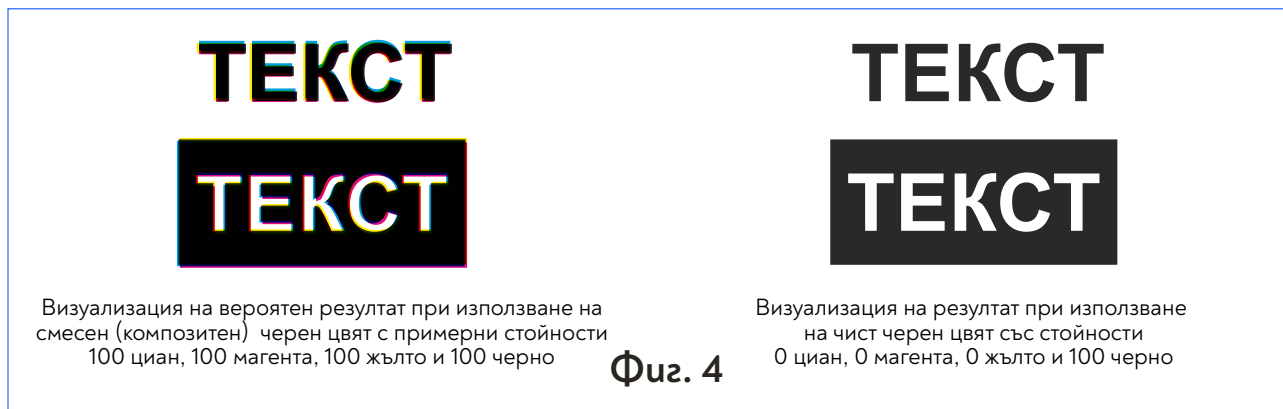 ТЕКСТ
ТЕКСТ
Визуализация на вероятен резултат при използване на
смесен (композитен) черен цвят с примерни стойности
100 циан, 100 магента, 100 жълто и 100 черно
ТЕКСТ
ТЕКСТ
Визуализация на резултат при използване
на чист черен цвят със стойности
0 циан, 0 магента, 0 жълто и 100 черно
Фиг. 4